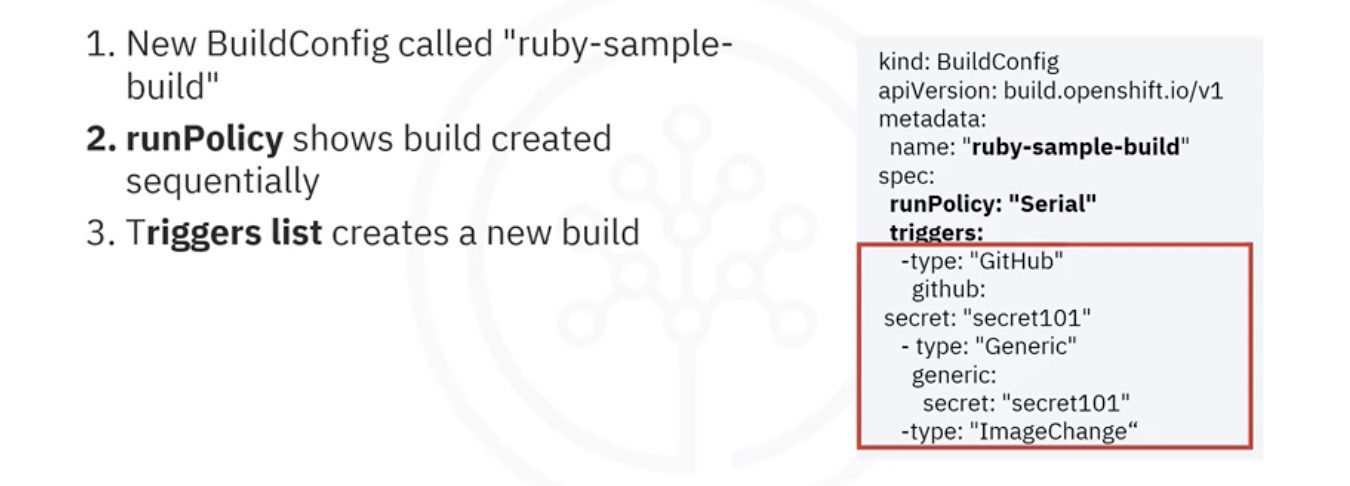 1. New BuildConfig called "ruby-sample-
build"
2. runPolicy shows build created
sequentially
3. Triggers list creates a new build
kind: BuildConfig
apiVersion: build.openshift.io/v1
metadata:
name: "ruby-sample-build"
spec:
runPolicy: "Serial"
triggers:
-type: "GitHub"
github:
secret: "secret101"
- type: "Generic"
generic:
secret: "secret101"
-type: "ImageChange“